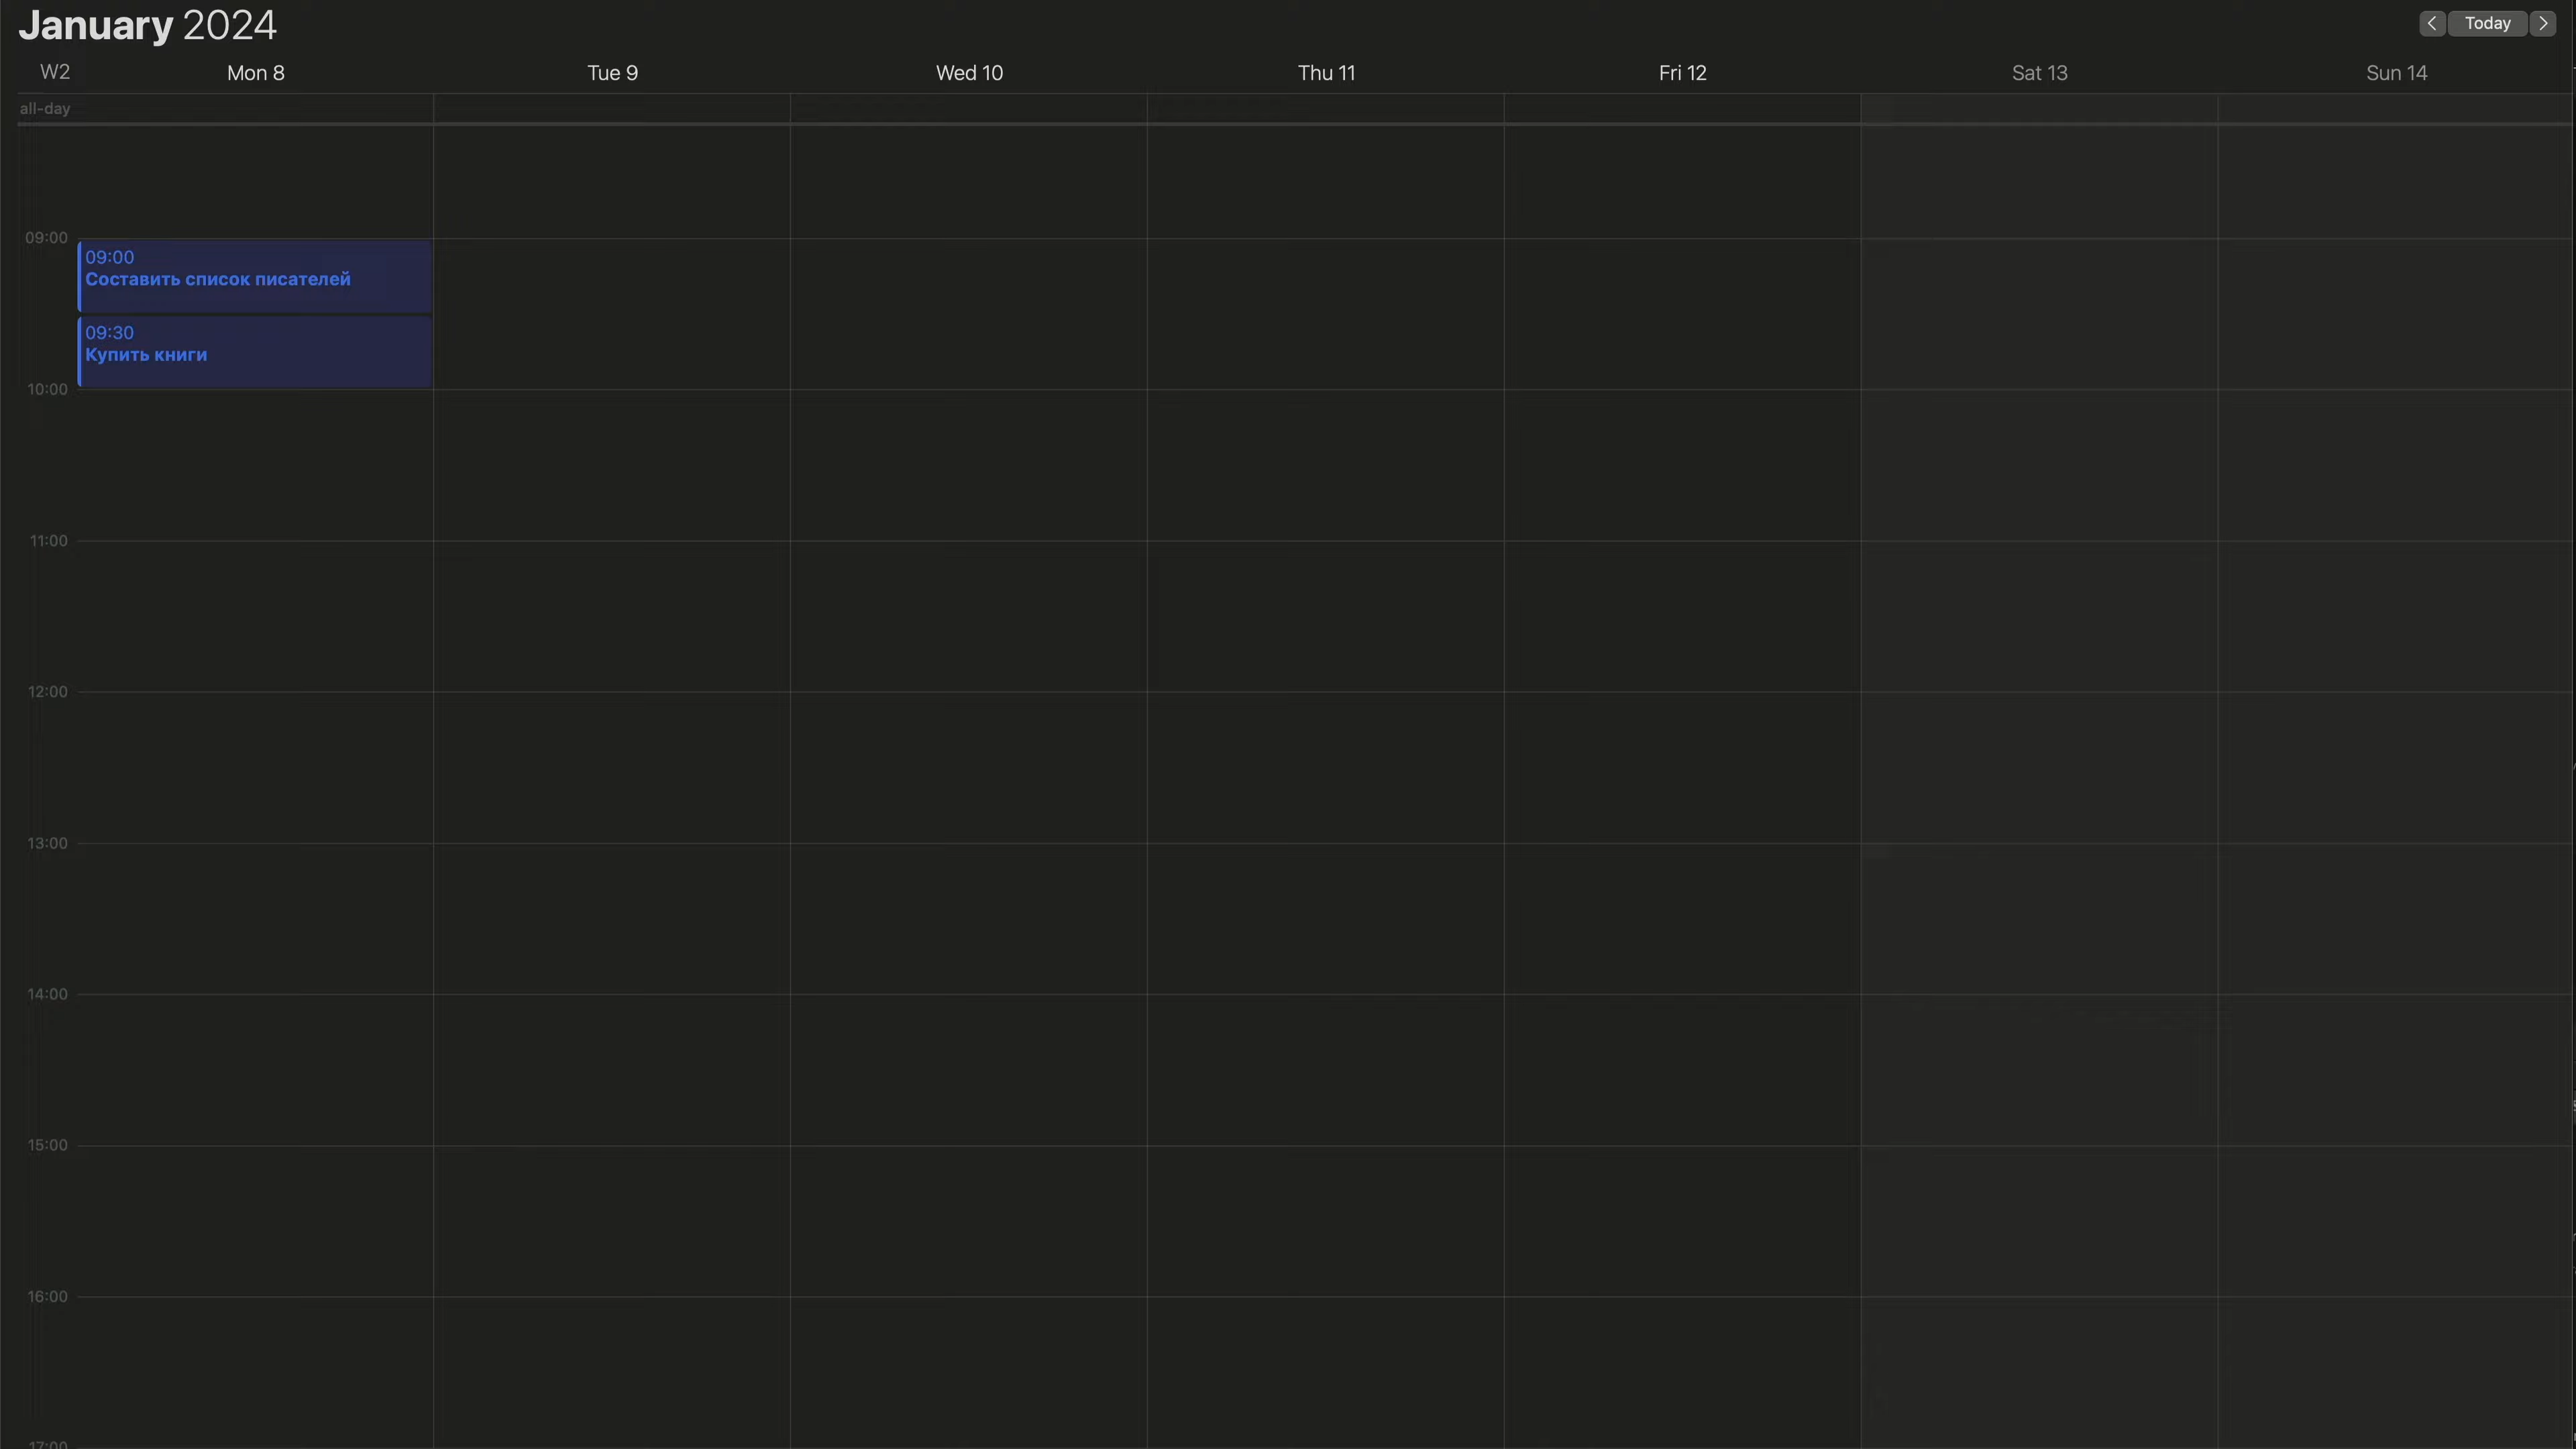 January 2024
Today
W2 Mon 8 Tue 9 Wed 10 Thu 11 Fri 12 Sat 13 Sun 14
all-day
09:00
09:00
Составить список писателей
09:30
Купить книги
10:00
11:00
12:00
13:00
14:00
15:00
16:00
17:00